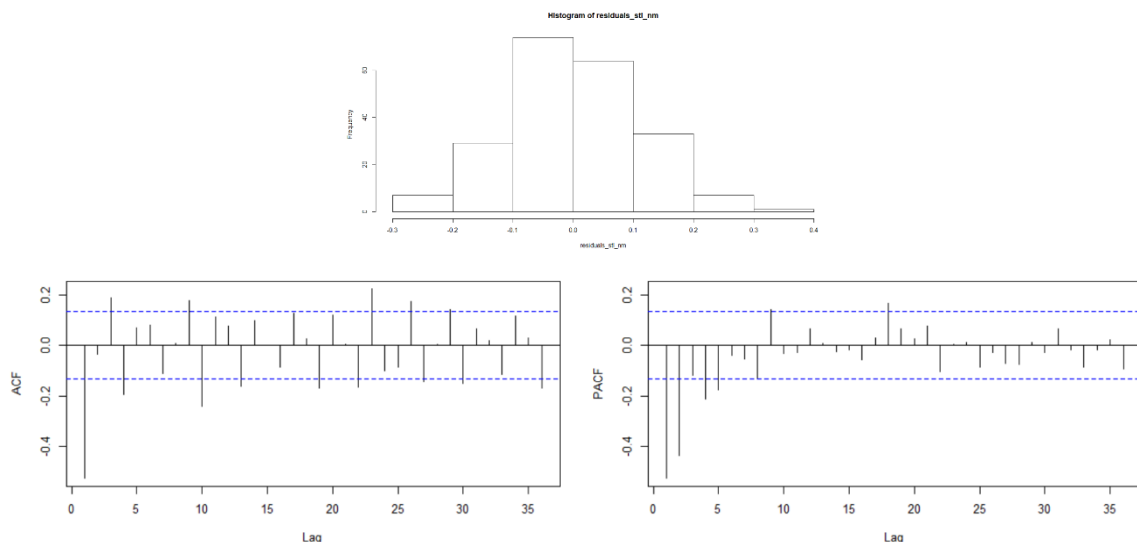 Histogram of residuals_stl_nm
Frequency
0 20 40 60
-0.3 -0.2 -0.1 0.0 0.1 0.2 0.3 0.4
residuals_stl_nm
ACF
0.2
0.0
-0.2
-0.4
0 5 10 15 20 25 30 35
Lag
PACF
0.2
0.0
-0.2
-0.4
0 5 10 15 20 25 30 35
Lag